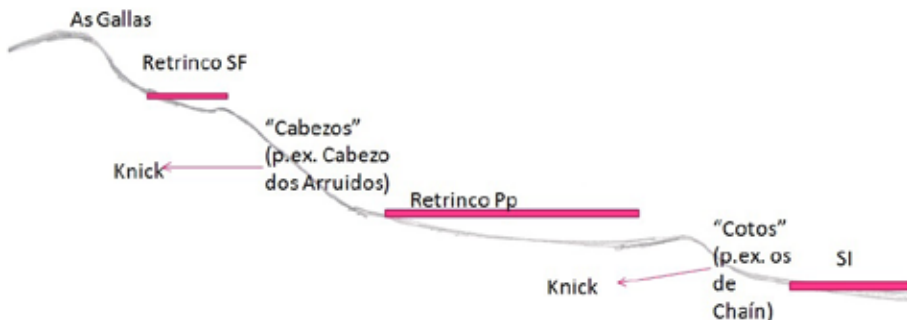 As Gallas
Retrinco SF
“Cabezos”
(p.ex. Cabezo
dos Arruidos)
Knick
Retrinco Pp
“Cotos”
(p.ex. os
de
Chaín)
SI
Knick